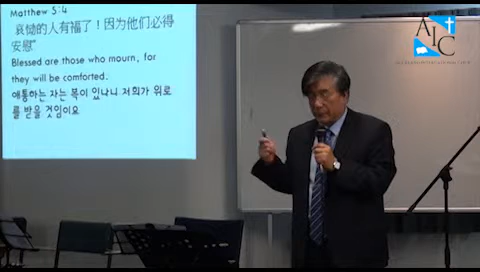 Matthew 5:4
哀恸的人有福了！因为他们必得
安慰”
Blessed are those who mourn, for
they will be comforted.
애통하는 자는 복이 있나니 저희가 위로
를 받을 것임이요
AIC